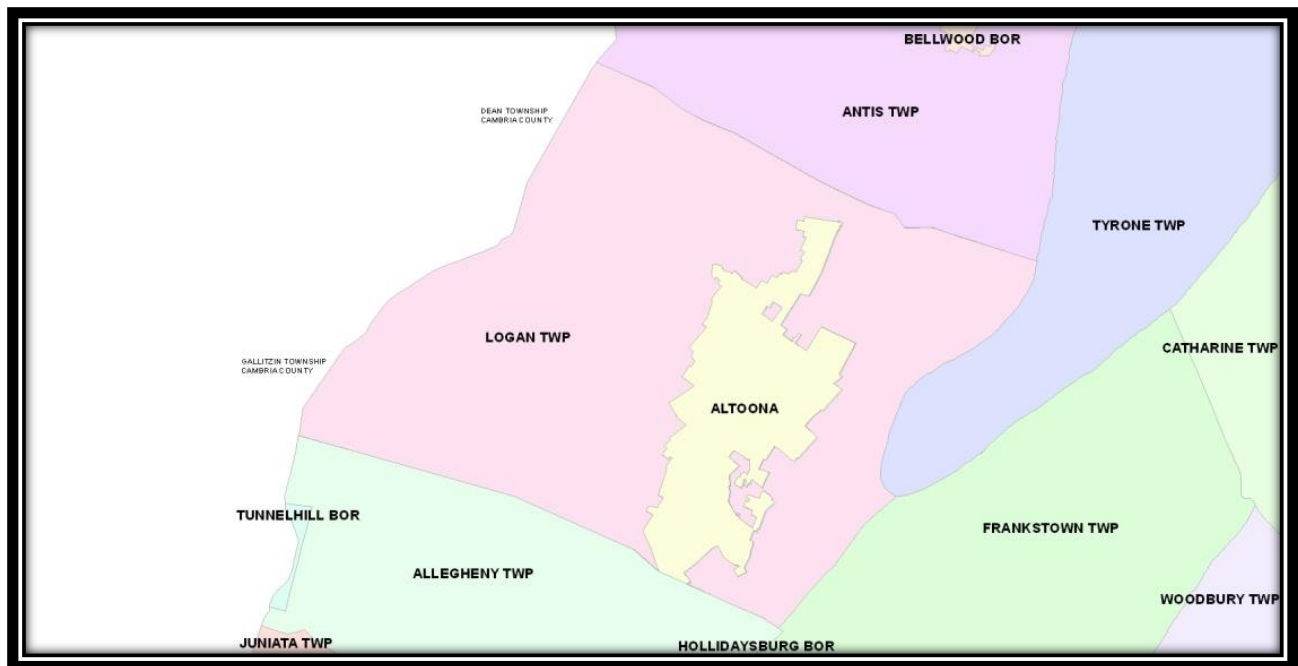 BELLWOOD BOR
DEAN TOWNSHIP
CAMBRIA COUNTY
ANTIS TWP
TYRONE TWP
LOGAN TWP
CATHARINE TWP
GALLITZIN TOWNSHIP
CAMBRIA COUNTY
ALTOONA
TUNNELHILL BOR
FRANKSTOWN TWP
ALLEGHENY TWP
WOODBURY TWP
JUNIATA TWP
HOLLIDAYSBURG BOR